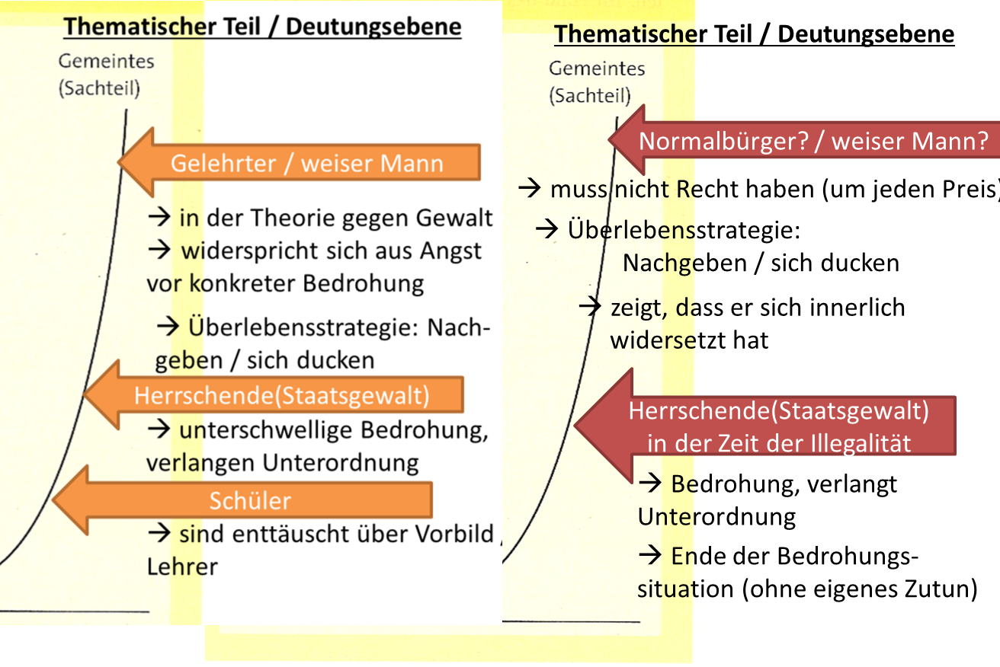 Thematischer Teil / Deutungsebene
Gemeintes
(Sachteil)
Gelehrter / weiser Mann
→ in der Theorie gegen Gewalt
→ widerspricht sich aus Angst
vor konkreter Bedrohung
→ Überlebensstrategie: Nach-
geben / sich ducken
Herrschende(Staatsgewalt)
→ unterschwellige Bedrohung,
verlangen Unterordnung
Schüler
→ sind enttäuscht über Vorbild /
Lehrer
Thematischer Teil / Deutungsebene
Gemeintes
(Sachteil)
Normalbürger? / weiser Mann?
→ muss nicht Recht haben (um jeden Preis)
→ Überlebensstrategie:
Nachgeben / sich ducken
→ zeigt, dass er sich innerlich
widersetzt hat
Herrschende(Staatsgewalt)
in der Zeit der Illegalität
→ Bedrohung, verlangt
Unterordnung
→ Ende der Bedrohungs-
situation (ohne eigenes Zutun)